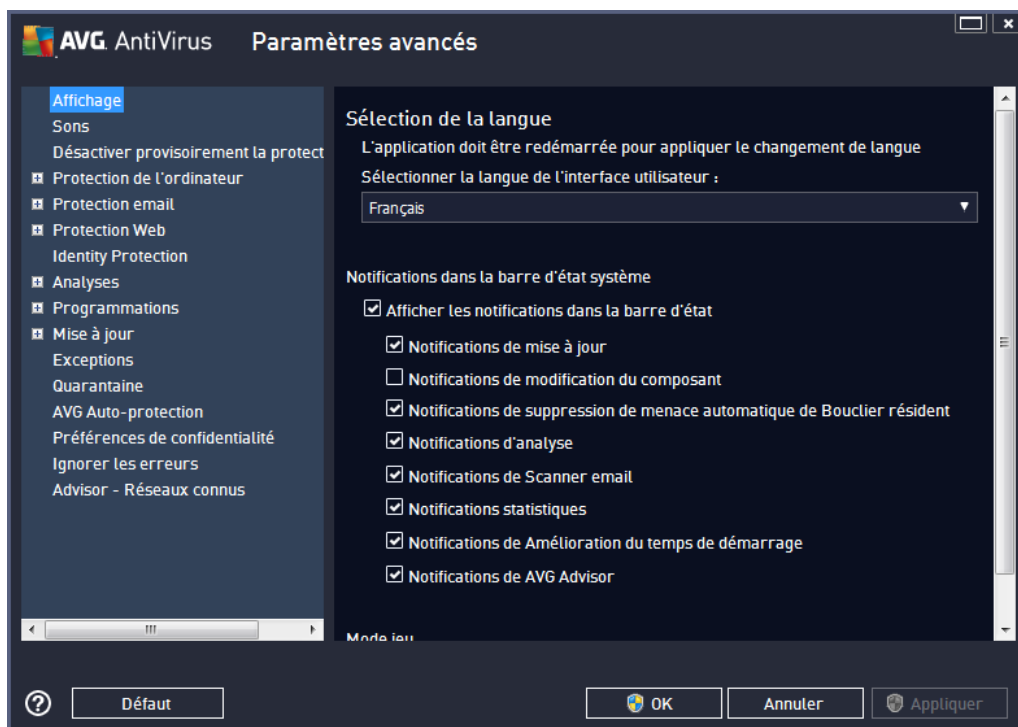 AVG. AntiVirus Paramètres avancés
Affichage
Sons
Désactiver provisoirement la protect
Protection de l'ordinateur
Protection email
Protection Web
Identity Protection
Analyses
Programmations
Mise à jour
Exceptions
Quarantaine
AVG Auto-protection
Préférences de confidentialité
Ignorer les erreurs
Advisor - Réseaux connus
Sélection de la langue
L'application doit être redémarrée pour appliquer le changement de langue
Sélectionner la langue de l'interface utilisateur :
Français
Notifications dans la barre d'état système
Afficher les notifications dans la barre d'état
Notifications de mise à jour
Notifications de modification du composant
Notifications de suppression de menace automatique de Bouclier résident
Notifications d'analyse
Notifications de Scanner email
Notifications statistiques
Notifications de Amélioration du temps de démarrage
Notifications de AVG Advisor
Mode jeu
Défaut
OK
Annuler
Appliquer